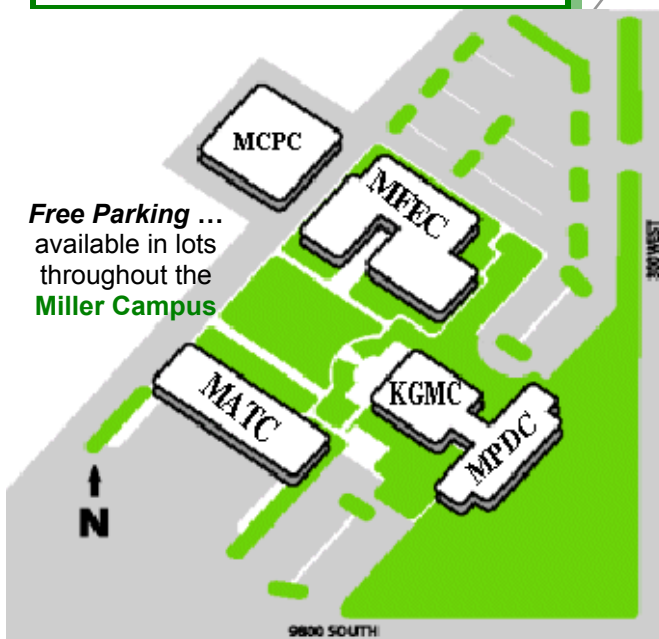 MCPC
MFEC
Free Parking …
available in lots
throughout the
Miller Campus
300 WEST
KGMC
MATC
MPDC
N
9800 SOUTH